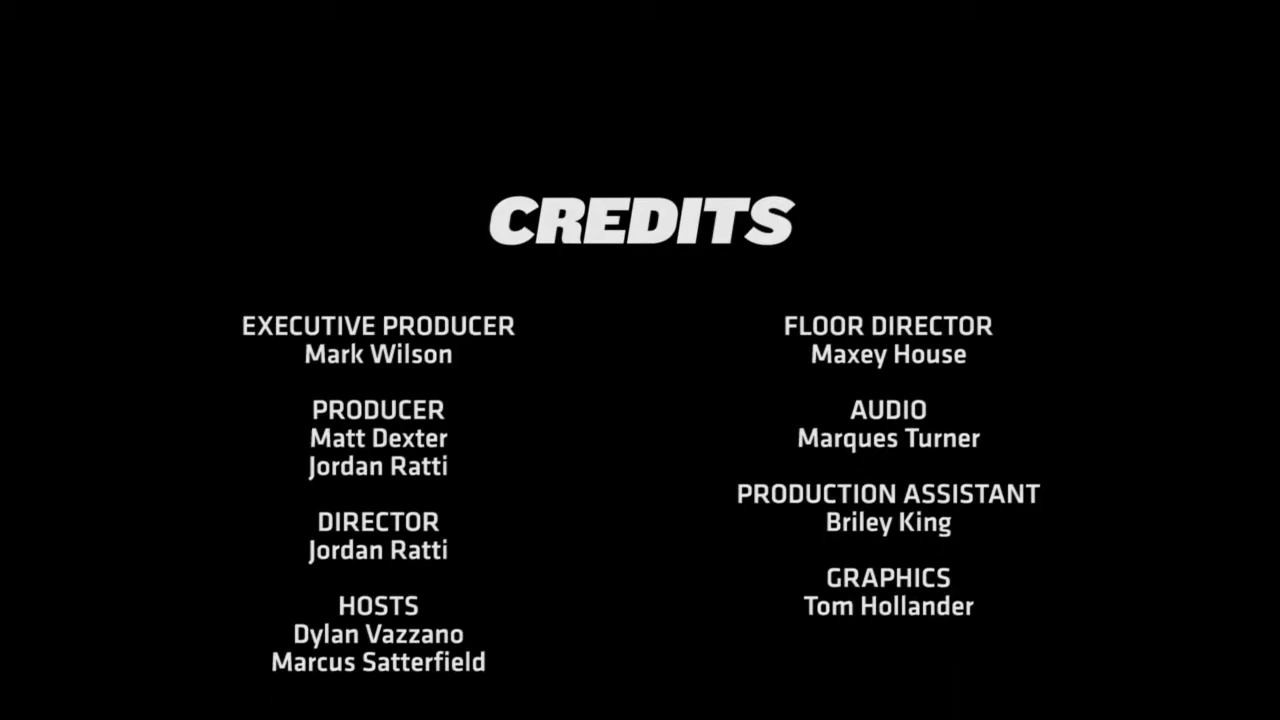 CREDITS
EXECUTIVE PRODUCER
Mark Wilson
PRODUCER
Matt Dexter
Jordan Ratti
DIRECTOR
Jordan Ratti
HOSTS
Dylan Vazzano
Marcus Satterfield
FLOOR DIRECTOR
Maxey House
AUDIO
Marques Turner
PRODUCTION ASSISTANT
Briley King
GRAPHICS
Tom Hollander